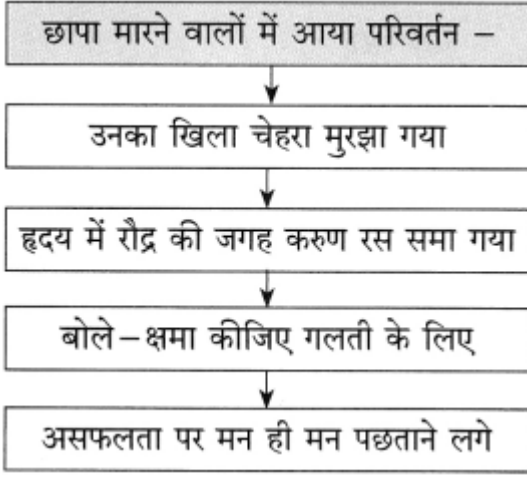 छापा मारने वालों में आया परिवर्तन –
उनका खिला चेहरा मुरझा गया
हृदय में रौद्र की जगह करुण रस समा गया
बोले–क्षमा कीजिए गलती के लिए
असफलता पर मन ही मन पछताने लगे